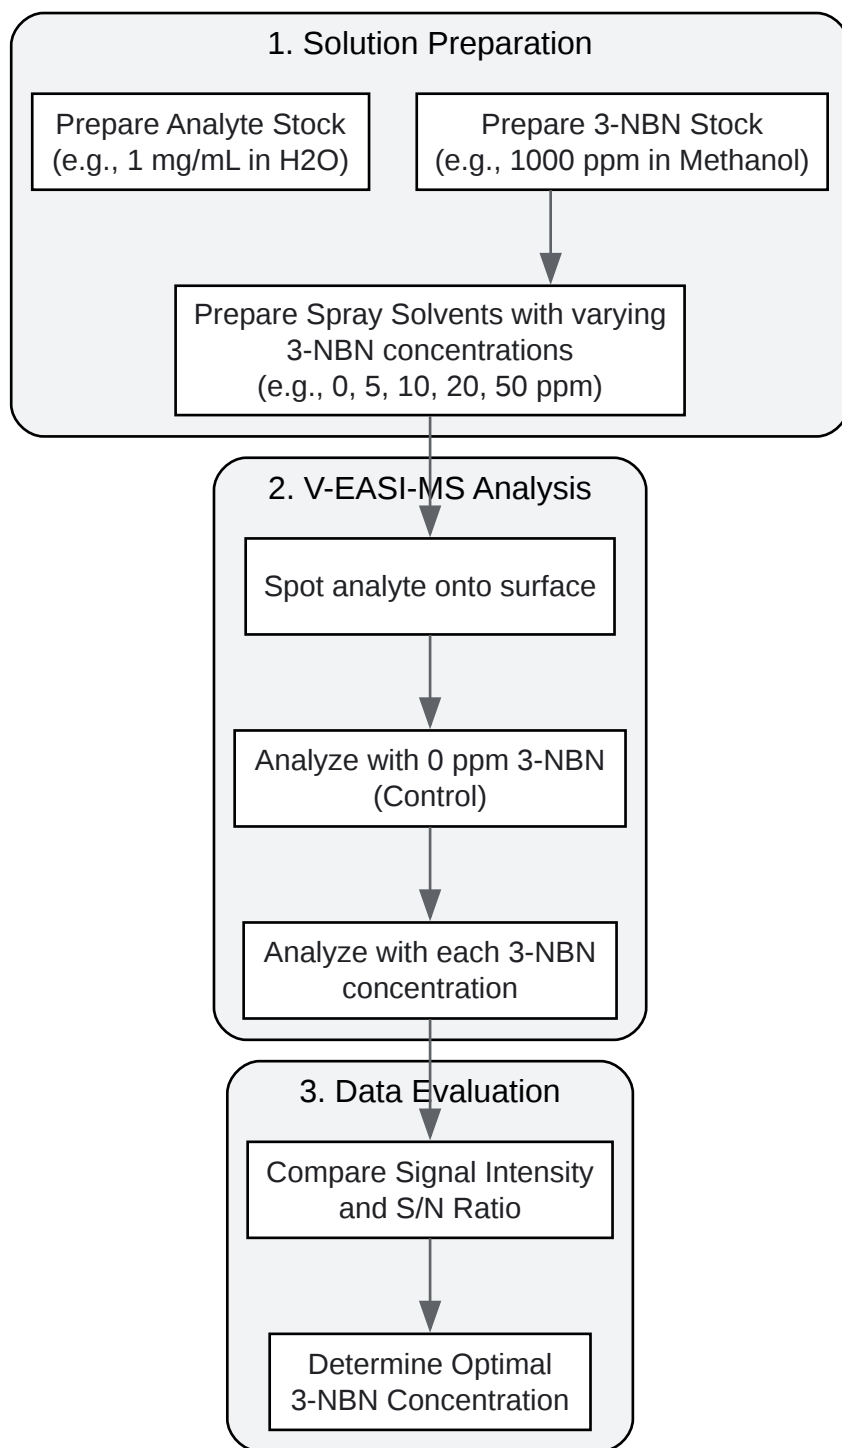 1. Solution Preparation
Prepare Analyte Stock
(e.g., 1 mg/mL in H2O)
Prepare 3-NBN Stock
(e.g., 1000 ppm in Methanol)
Prepare Spray Solvents with varying
3-NBN concentrations
(e.g., 0, 5, 10, 20, 50 ppm)
2. V-EASI-MS Analysis
Spot analyte onto surface
Analyze with 0 ppm 3-NBN
(Control)
Analyze with each 3-NBN
concentration
3. Data Evaluation
Compare Signal Intensity
and S/N Ratio
Determine Optimal
3-NBN Concentration